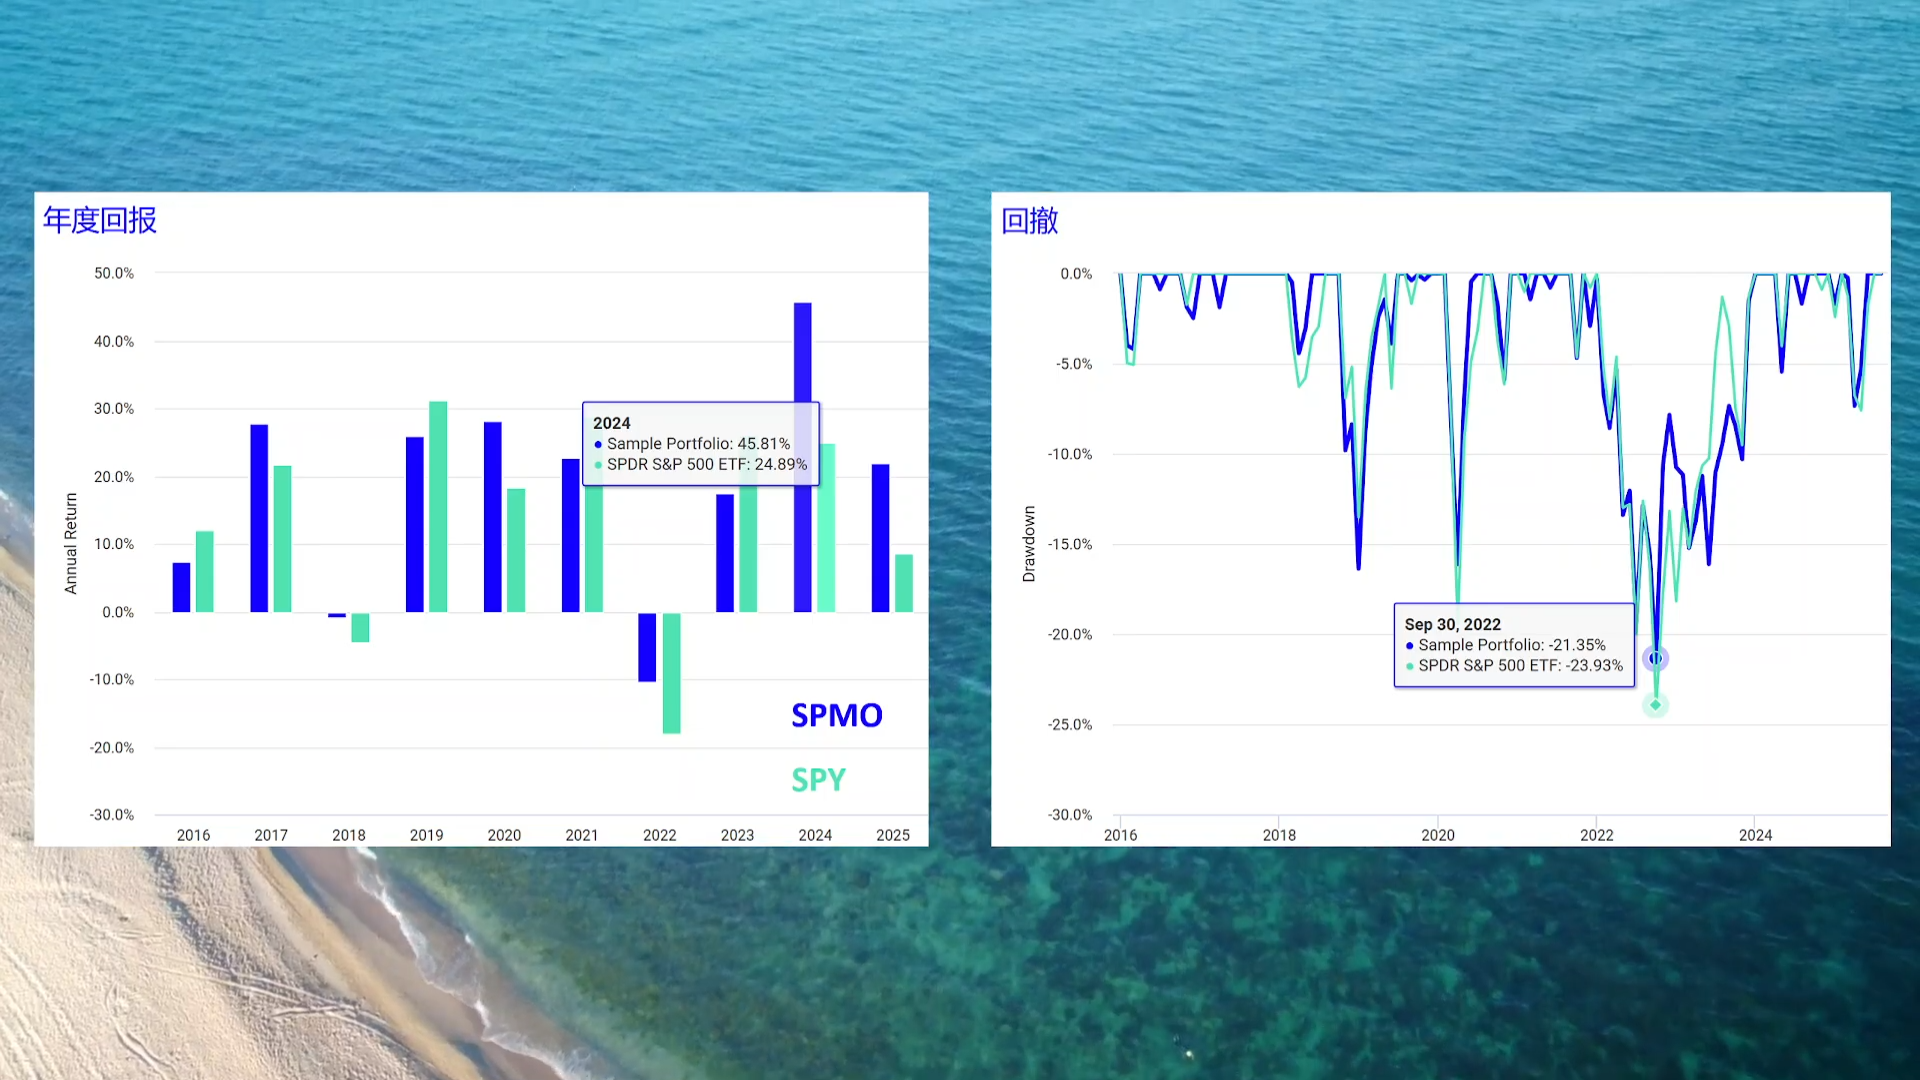 年度回报
50.0%
40.0%
30.0%
20.0%
10.0%
0.0%
-10.0%
-20.0%
-30.0%
Annual Return
2024
Sample Portfolio: 45.81%
SPDR S&P 500 ETF: 24.89%
SPMO
SPY
2016 2017 2018 2019 2020 2021 2022 2023 2024 2025
回撤
0.0%
-5.0%
-10.0%
-15.0%
-20.0%
-25.0%
-30.0%
Drawdown
Sep 30, 2022
Sample Portfolio: -21.35%
SPDR S&P 500 ETF: -23.93%
2016 2018 2020 2022 2024